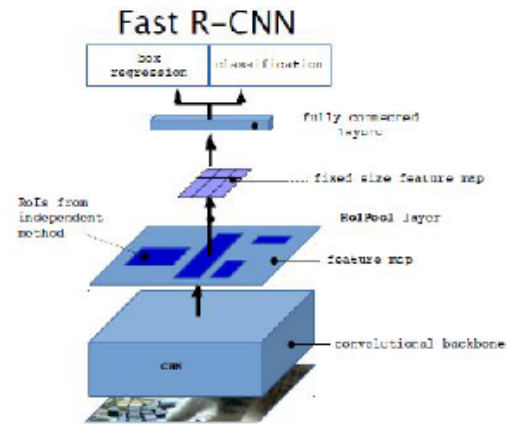 Fast R-CNN
box
regression
classification
fully connected
layers
fixed size feature map
RoIs from
independent
method
RoIPool layer
feature map
convolutional backbone
CNN